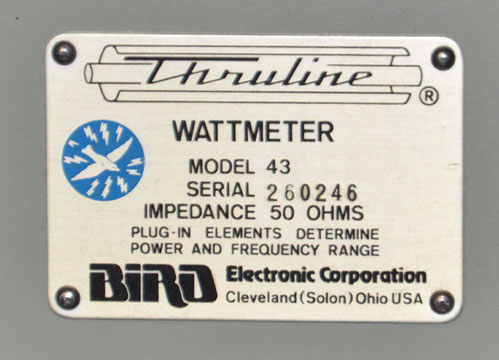 Thruline ®
WATTMETER
MODEL 43
SERIAL 260246
IMPEDANCE 50 OHMS
PLUG-IN ELEMENTS DETERMINE
POWER AND FREQUENCY RANGE
BIRD Electronic Corporation
Cleveland (Solon) Ohio USA